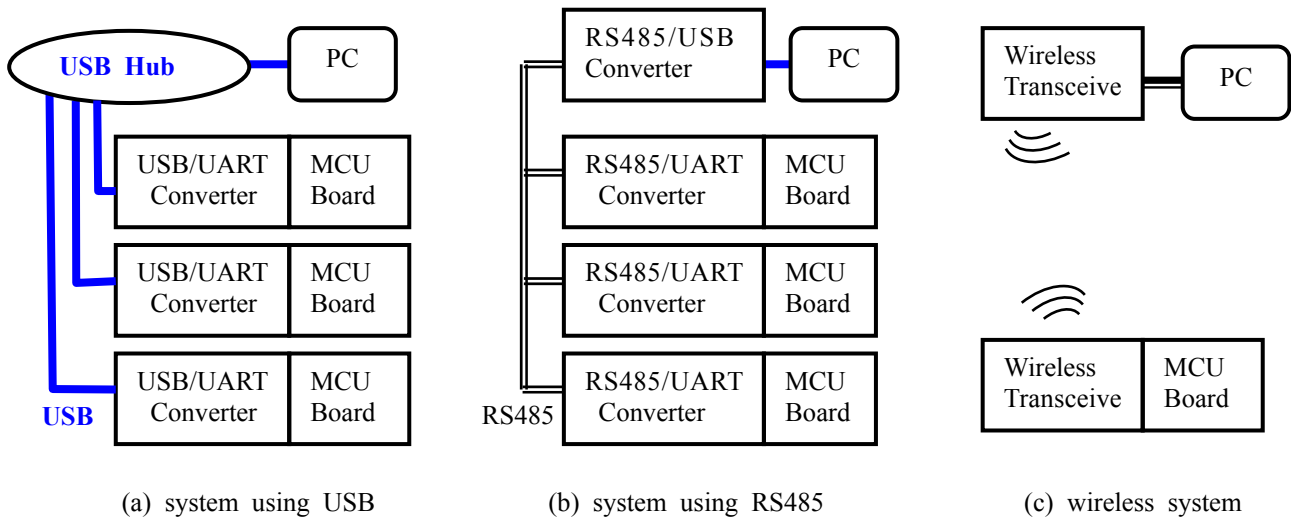 USB Hub
PC
USB/UART
Converter
MCU
Board
USB/UART
Converter
MCU
Board
USB/UART
Converter
MCU
Board
USB
(a) system using USB
RS485/USB
Converter
PC
RS485/UART
Converter
MCU
Board
RS485/UART
Converter
MCU
Board
RS485/UART
Converter
MCU
Board
RS485
(b) system using RS485
Wireless
Transceive
PC
Wireless
Transceive
MCU
Board
(c) wireless system